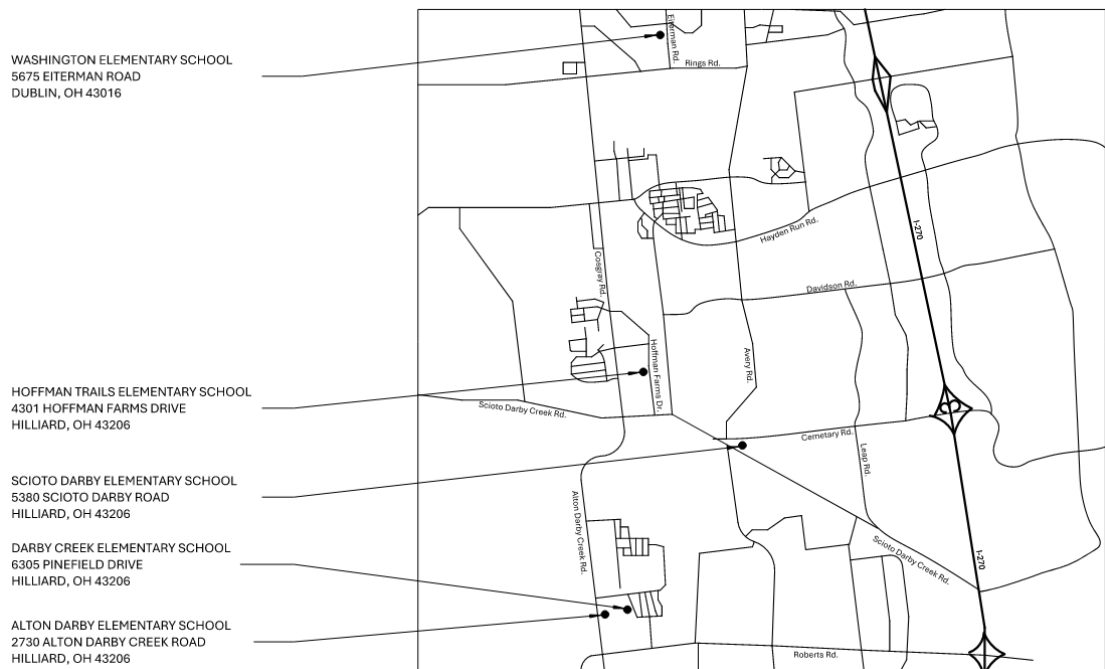 WASHINGTON ELEMENTARY SCHOOL
5675 EITERMAN ROAD
DUBLIN, OH 43016
HOFFMAN TRAILS ELEMENTARY SCHOOL
4301 HOFFMAN FARMS DRIVE
HILLIARD, OH 43206
SCIOTO DARBY ELEMENTARY SCHOOL
5380 SCIOTO DARBY ROAD
HILLIARD, OH 43206
DARBY CREEK ELEMENTARY SCHOOL
6305 PINEFIELD DRIVE
HILLIARD, OH 43206
ALTON DARBY ELEMENTARY SCHOOL
2730 ALTON DARBY CREEK ROAD
HILLIARD, OH 43206
Eiterman Rd.
Rings Rd.
Hayden Run Rd.
I-270
Cosgray Rd.
Davidson Rd.
Hoffman Farms Dr.
Avery Rd.
Scioto Darby Creek Rd.
Cemetary Rd.
Leap Rd.
Alton Darby Creek Rd.
Scioto Darby Creek Rd.
I-270
Roberts Rd.